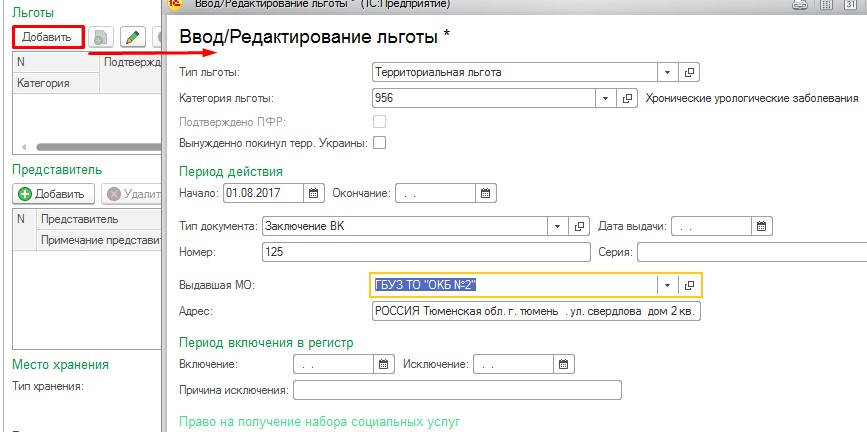 Льготы
Добавить
N Подтвержд
Категория
Представитель
Добавить Удалит
N Представитель
Примечание представит
Место хранения
Тип хранения:
Ввод/Редактирование льготы * (1С:Предприятие)
31
Ввод/Редактирование льготы *
Тип льготы: Территориальная льгота
Категория льготы: 956 Хронические урологические заболевания
Подтверждено ПФР:
Вынужденно покинул терр. Украины:
Период действия
Начало: 01.08.2017 Окончание: . .
Тип документа: Заключение ВК Дата выдачи: . .
Номер: 125 Серия:
Выдавшая МО: ГБУЗ ТО "ОКБ №2"
Адрес: РОССИЯ Тюменская обл. г. тюмень . ул. свердлова дом 2 кв.
Период включения в регистр
Включение: . . Исключение: . .
Причина исключения:
Право на получение набора социальных услуг